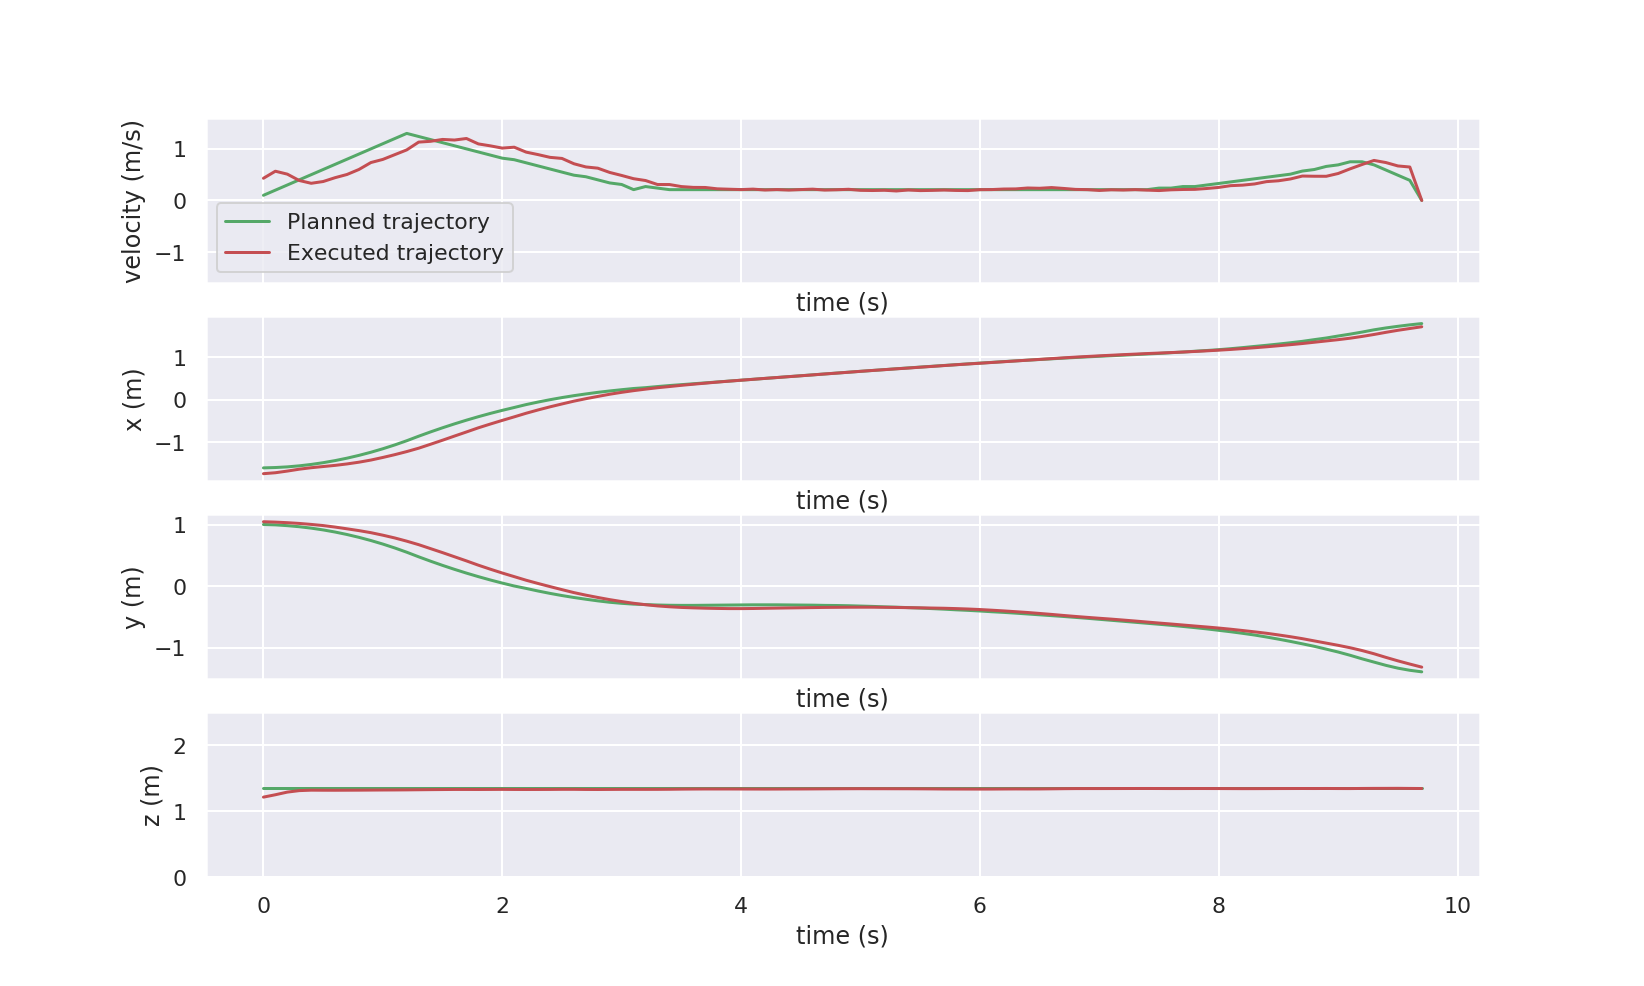 velocity (m/s)
1
0
−1
Planned trajectory
Executed trajectory
time (s)
x (m)
1
0
−1
time (s)
y (m)
1
0
−1
time (s)
z (m)
2
1
0
0 2 4 6 8 10
time (s)